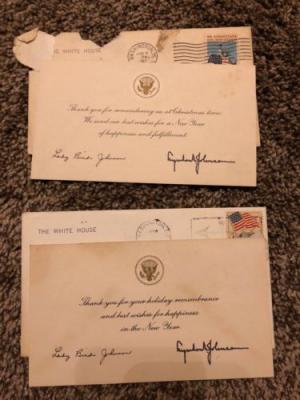 THE WHITE HOUSE
Thank you for remembering us at Christmas time.
We send our best wishes for a New Year
of happiness and fulfillment.
Lady Bird Johnson
Lyndon B. Johnson
THE WHITE HOUSE
Thank you for your holiday remembrance
and best wishes for happiness
in the New Year.
Lady Bird Johnson
Lyndon B. Johnson